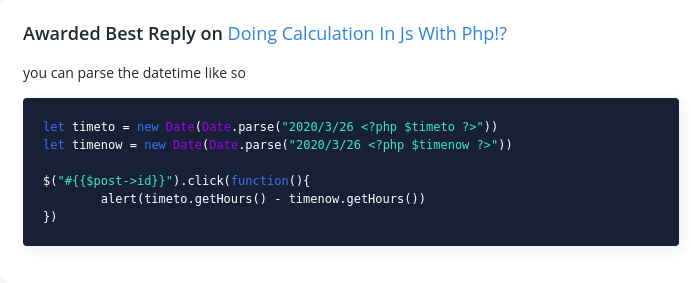 Awarded Best Reply on Doing Calculation In Js With Php!?
you can parse the datetime like so
let timeto = new Date(Date.parse("2020/3/26 <?php $timeto ?>"))
let timenow = new Date(Date.parse("2020/3/26 <?php $timenow ?>"))
$("#{{$post->id}}").click(function(){
        alert(timeto.getHours() - timenow.getHours())
})